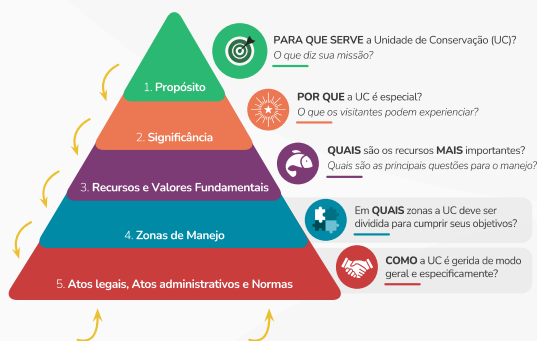 1. Propósito
PARA QUE SERVE a Unidade de Conservação (UC)?
O que diz sua missão?
2. Significância
POR QUE a UC é especial?
O que os visitantes podem experienciar?
3. Recursos e Valores Fundamentais
QUAIS são os recursos MAIS importantes?
Quais são as principais questões para o manejo?
4. Zonas de Manejo
Em QUAIS zonas a UC deve ser
dividida para cumprir seus objetivos?
5. Atos legais, Atos administrativos e Normas
COMO a UC é gerida de modo
geral e especificamente?